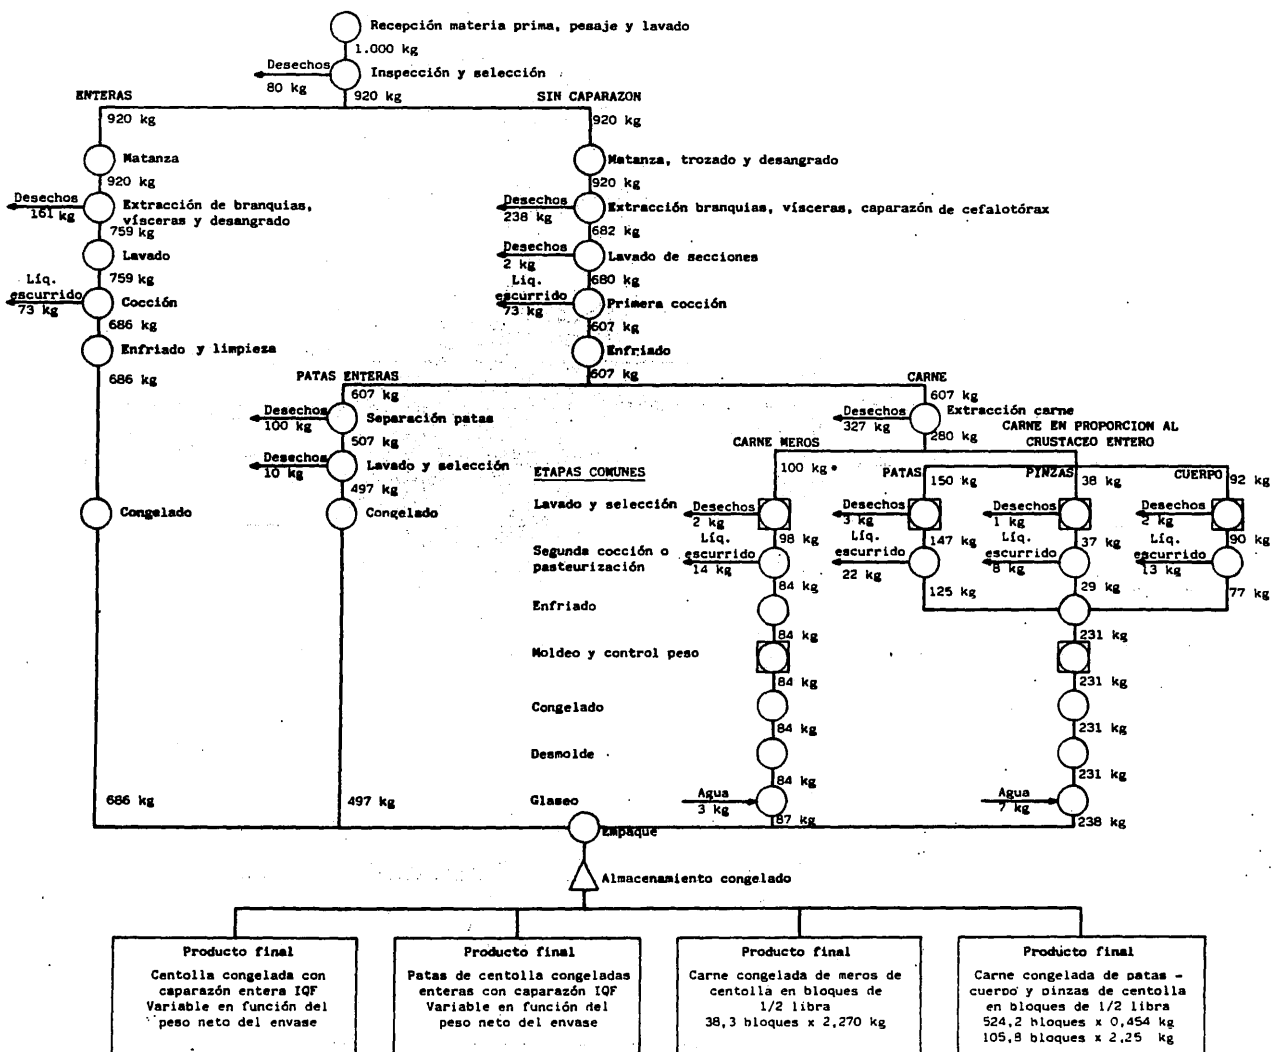 Recepción materia prima, pesaje y lavado
1.000 kg
Desechos
80 kg
Inspección y selección
920 kg
ENTERAS
SIN CAPARAZON
920 kg
920 kg
Matanza
Matanza, trozado y desangrado
920 kg
920 kg
Desechos
161 kg
Extracción de branquias,
vísceras y desangrado
Desechos
238 kg
Extracción branquias, vísceras, caparazón de cefalotórax
759 kg
682 kg
Lavado
Desechos
2 kg
Lavado de secciones
759 kg
680 kg
Líq.
escurrido
73 kg
Cocción
Líq.
escurrido
73 kg
Primera cocción
686 kg
607 kg
Enfriado y limpieza
Enfriado
686 kg
607 kg
PATAS ENTERAS
CARNE
607 kg
607 kg
Desechos
100 kg
Separación patas
Desechos
327 kg
Extracción carne
507 kg
280 kg
CARNE EN PROPORCION AL
CRUSTACEO ENTERO
CARNE MEROS
Desechos
10 kg
Lavado y selección
ETAPAS COMUNES
100 kg
PATAS
150 kg
PINZAS
38 kg
CUERPO
92 kg
497 kg
Congelado
Congelado
Lavado y selección
Desechos
2 kg
Desechos
3 kg
Desechos
1 kg
Desechos
2 kg
98 kg
147 kg
37 kg
90 kg
Segunda cocción o
pasteurización
Líq.
escurrido
14 kg
Líq.
escurrido
22 kg
Líq.
escurrido
8 kg
Líq.
escurrido
13 kg
84 kg
125 kg
29 kg
77 kg
Enfriado
84 kg
231 kg
Moldeo y control peso
84 kg
231 kg
Congelado
84 kg
231 kg
Desmolde
84 kg
231 kg
686 kg
497 kg
Glaseo
Agua
3 kg
Agua
7 kg
87 kg
238 kg
Empaque
Almacenamiento congelado
Producto final
Centolla congelada con
caparazón entera IQF
Variable en función del
peso neto del envase
Producto final
Patas de centolla congeladas
enteras con caparazón IQF
Variable en función del
peso neto del envase
Producto final
Carne congelada de meros de
centolla en bloques de
1/2 libra
38,3 bloques x 2,270 kg
Producto final
Carne congelada de patas -
cuerpo y pinzas de centolla
en bloques de 1/2 libra
524,2 bloques x 0,454 kg
105,8 bloques x 2,25 kg